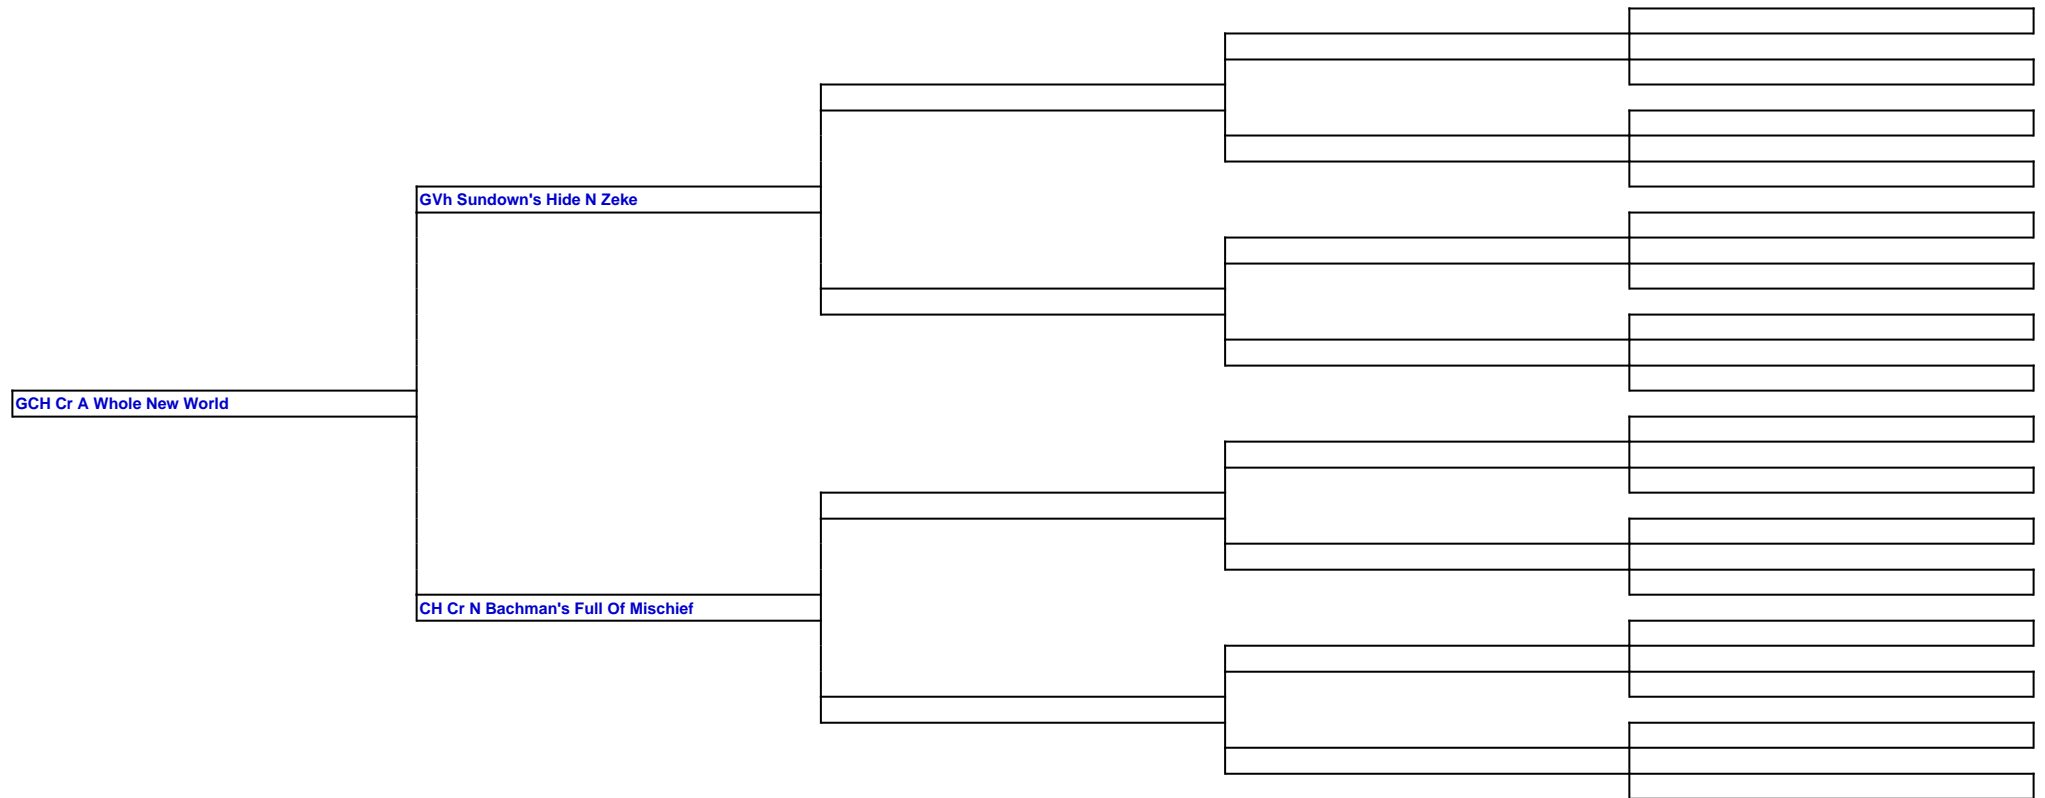 GVh Sundown's Hide N Zeke
GCH Cr A Whole New World
CH Cr N Bachman's Full Of Mischief